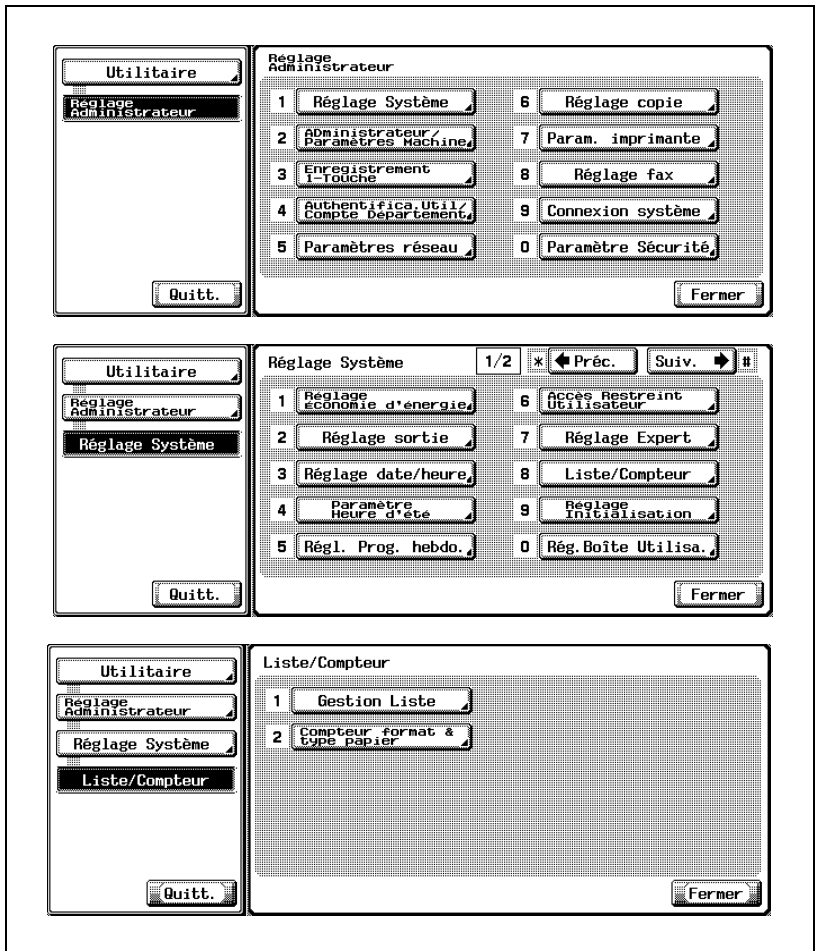 Utilitaire
Réglage
Administrateur
Quitt.
Réglage
Administrateur
1 Réglage Système
2 ADministrateur/
Paramètres Machine
3 Enregistrement
1-Touche
4 Authentifica.Util/
Compte Département
5 Paramètres réseau
6 Réglage copie
7 Param. imprimante
8 Réglage fax
9 Connexion système
0 Paramètre Sécurité
Fermer
Utilitaire
Réglage
Administrateur
Réglage Système
Quitt.
Réglage Système 1/2 * Préc. Suiv. #
1 Réglage
économie d'énergie
2 Réglage sortie
3 Réglage date/heure
4 Paramètre
Heure d'été
5 Régl. Prog. hebdo.
6 Accès Restreint
Utilisateur
7 Réglage Expert
8 Liste/Compteur
9 Réglage
Initialisation
0 Rég.Boîte Utilisa.
Fermer
Utilitaire
Réglage
Administrateur
Réglage Système
Liste/Compteur
Quitt.
Liste/Compteur
1 Gestion Liste
2 Compteur format &
type papier
Fermer